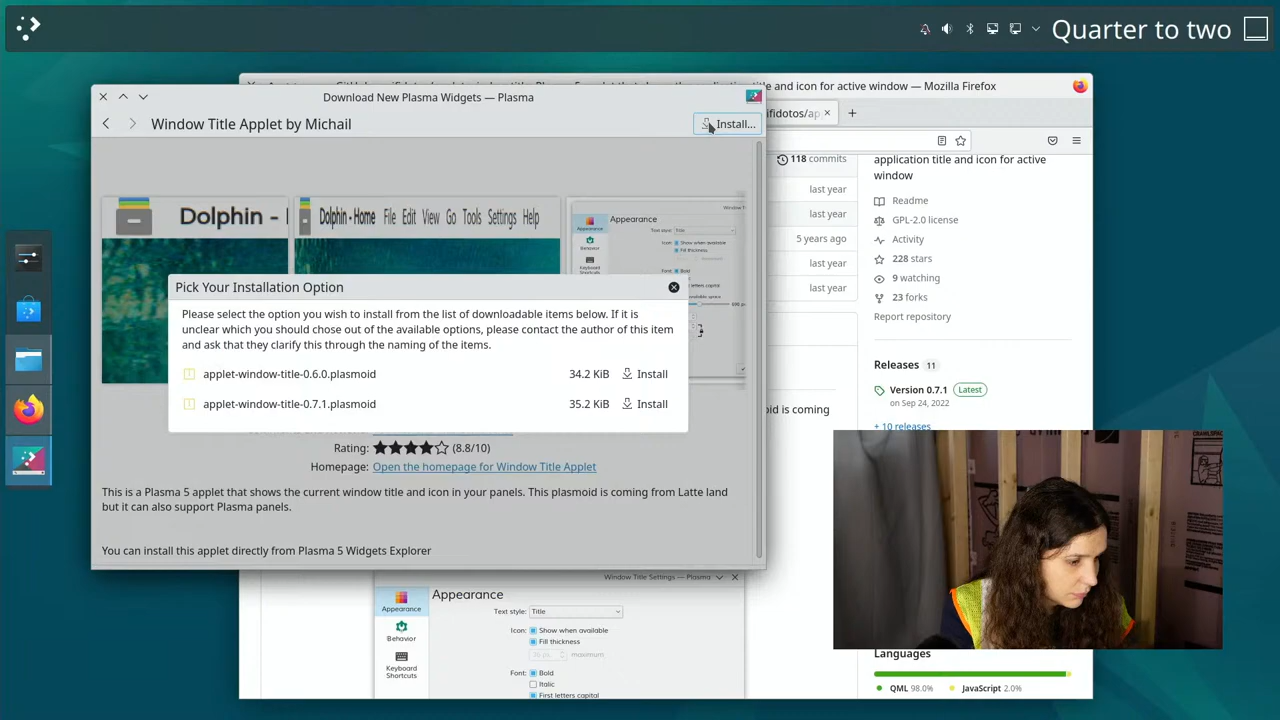 Quarter to two
and icon for active window — Mozilla Firefox
Download New Plasma Widgets — Plasma
Window Title Applet by Michail
Install...
ifidotos/ap
118 commits
last year
last year
5 years ago
last year
last year
application title and icon for active
window
Readme
GPL-2.0 license
Activity
228 stars
9 watching
23 forks
Report repository
Releases 11
Version 0.7.1 Latest
on Sep 24, 2022
+ 10 releases
Dolphin -
Dolphin • Home File Edit View Go Tools Settings Help
Appearance
Appearance
Behavior
Keyboard
Pick Your Installation Option
Please select the option you wish to install from the list of downloadable items below. If it is
unclear which you should chose out of the available options, please contact the author of this item
and ask that they clarify this through the naming of the items.
applet-window-title-0.6.0.plasmoid 34.2 KiB Install
applet-window-title-0.7.1.plasmoid 35.2 KiB Install
id is coming
Rating: (8.8/10)
Homepage: Open the homepage for Window Title Applet
This is a Plasma 5 applet that shows the current window title and icon in your panels. This plasmoid is coming from Latte land
but it can also support Plasma panels.
You can install this applet directly from Plasma 5 Widgets Explorer
Window Title Settings — Plasma
Appearance
Appearance
Behavior
Keyboard
Shortcuts
Text style: Title
Icon: Show when available
Fill thickness
maximum
Font: Bold
Italic
First letters capital
Languages
QML 98.0% JavaScript 2.0%